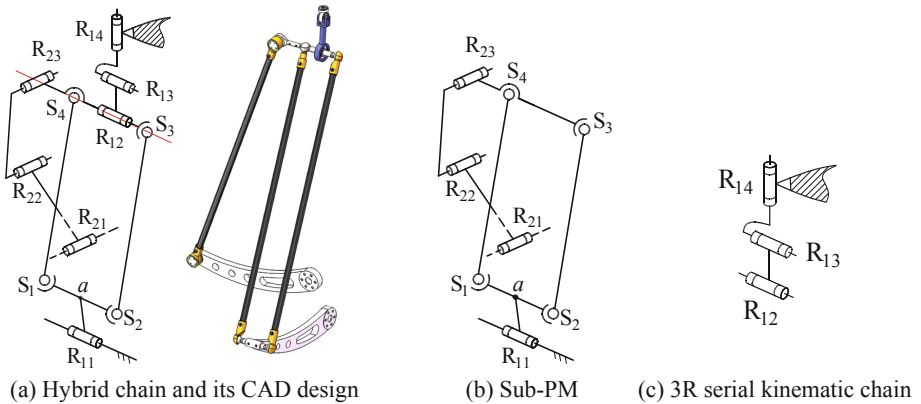 R₁₄
R₂₃
R₁₃
S₄
S₃
R₁₂
R₂₂
R₂₁
S₁
a
S₂
R₁₁
(a) Hybrid chain and its CAD design
R₂₃
S₄
S₃
R₂₂
R₂₁
S₁
a
S₂
R₁₁
(b) Sub-PM
R₁₄
R₁₃
R₁₂
(c) 3R serial kinematic chain